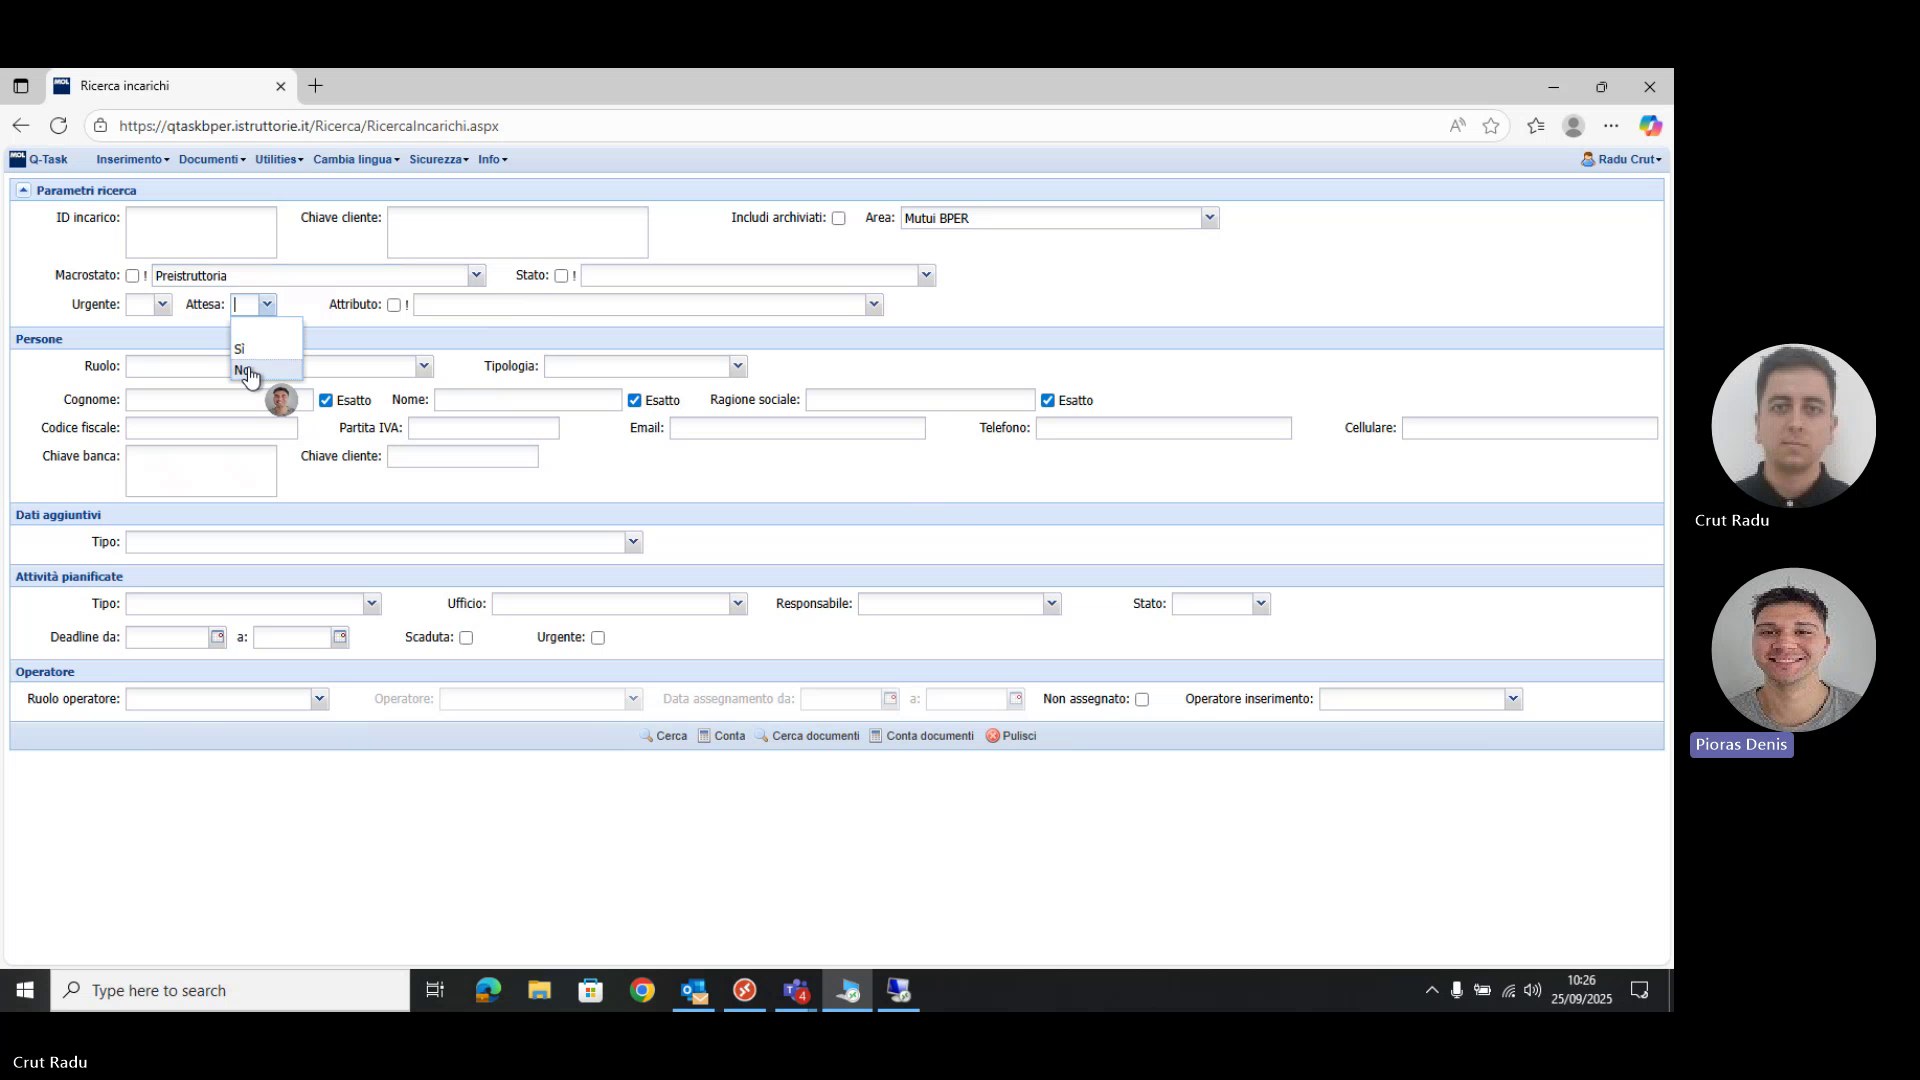 Ricerca incarichi
https://qtaskbper.istruttorie.it/Ricerca/RicercaIncarichi.aspx
MOL Q-Task Inserimento Documenti Utilities Cambia lingua Sicurezza Info Radu Crut
Parametri ricerca
ID incarico: Chiave cliente: Includi archiviati: Area: Mutui BPER
Macrostato: ! Preistruttoria Stato: !
Urgente: Attesa: Attributo: !
Sì
No
Persone
Ruolo: Tipologia:
Cognome: Esatto Nome: Esatto Ragione sociale: Esatto
Codice fiscale: Partita IVA: Email: Telefono: Cellulare:
Chiave banca: Chiave cliente:
Dati aggiuntivi
Tipo:
Attività pianificate
Tipo: Ufficio: Responsabile: Stato:
Deadline da: a: Scaduta: Urgente:
Operatore
Ruolo operatore: Operatore: Data assegnamento da: a: Non assegnato: Operatore inserimento:
Cerca Conta Cerca documenti Conta documenti Pulisci
Type here to search
4
10:26
25/09/2025
Crut Radu
Pioras Denis
Crut Radu